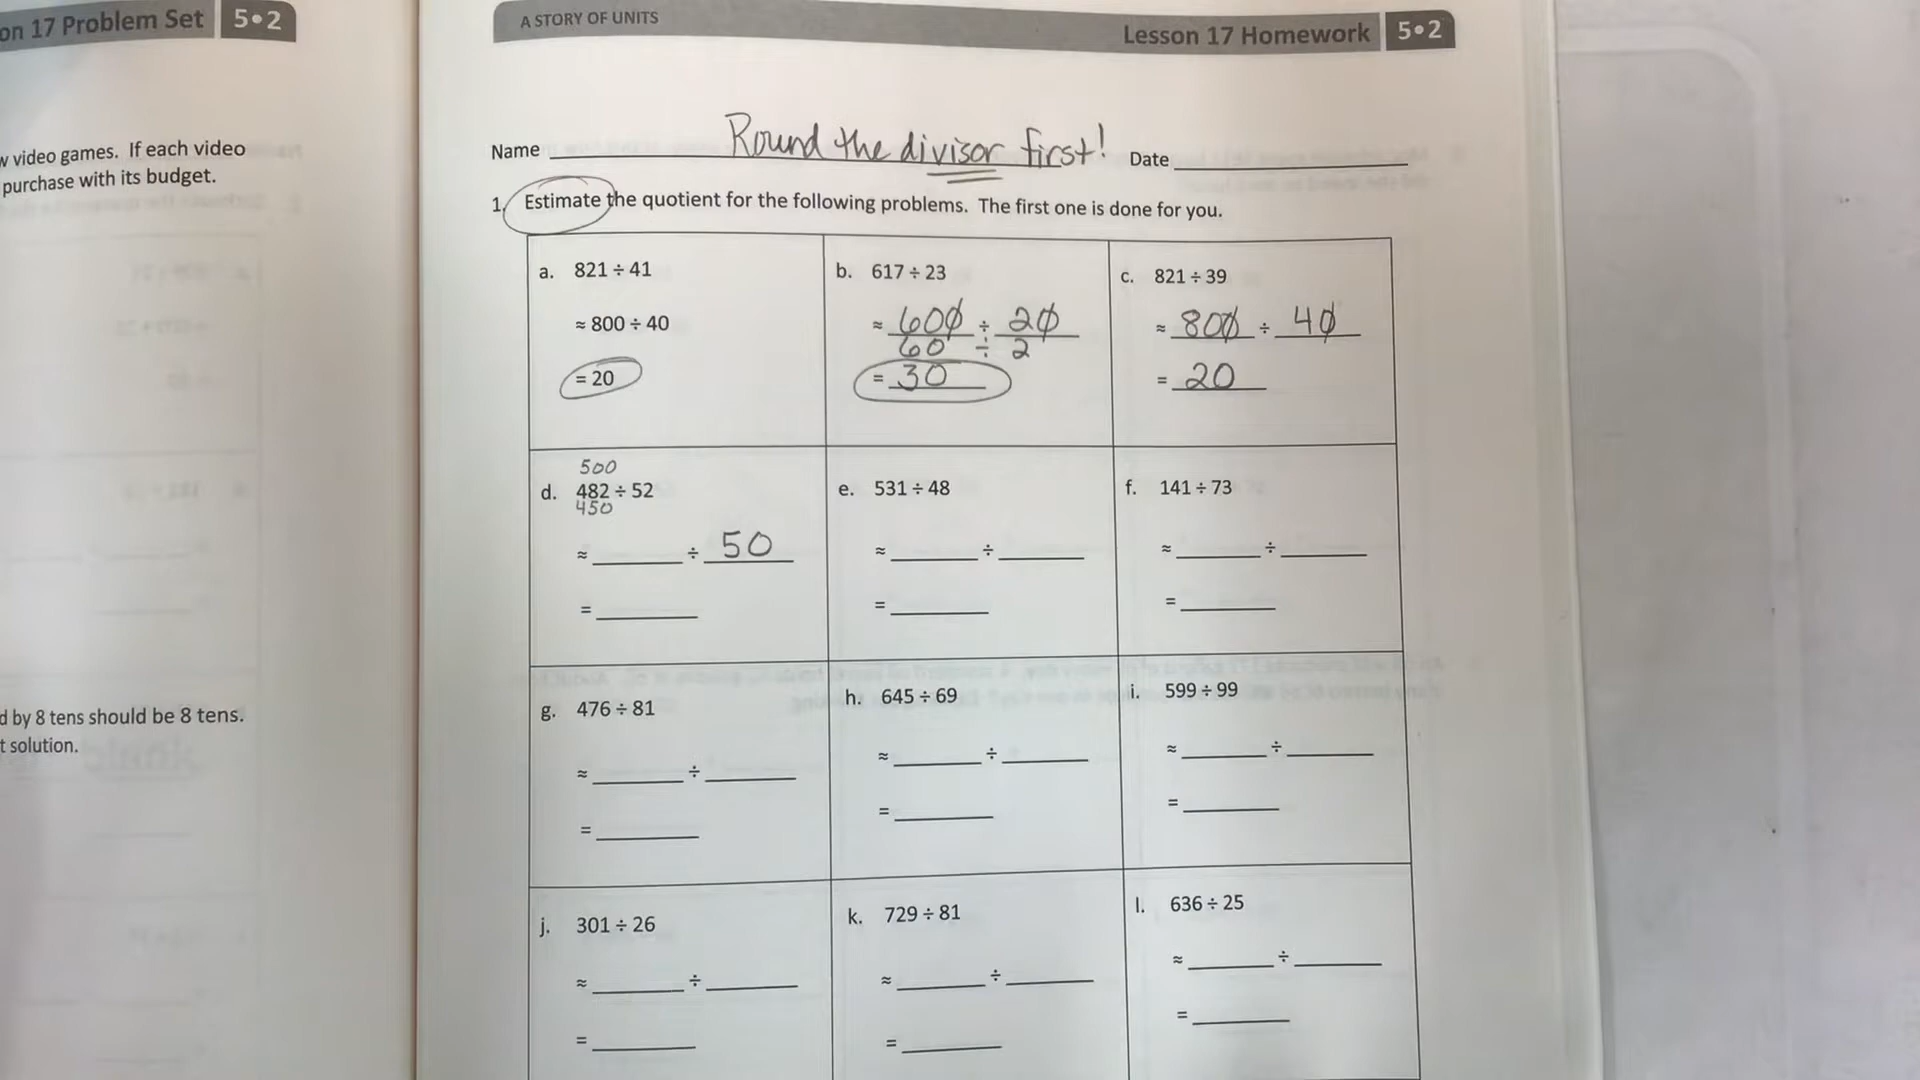 on 17 Problem Set 5•2
w video games. If each video
purchase with its budget.
d by 8 tens should be 8 tens.
t solution.
A STORY OF UNITS
Lesson 17 Homework 5•2
Name Round the divisor first! Date
1. Estimate the quotient for the following problems. The first one is done for you.
a. 821 ÷ 41
≈ 800 ÷ 40
= 20
b. 617 ÷ 23
≈ 600 ÷ 20
60 ÷ 2
= 30
c. 821 ÷ 39
≈ 800 ÷ 40
= 20
500
d. 482 ÷ 52
450
≈ ÷ 50
=
e. 531 ÷ 48
≈ ÷
=
f. 141 ÷ 73
≈ ÷
=
g. 476 ÷ 81
≈ ÷
=
h. 645 ÷ 69
≈ ÷
=
i. 599 ÷ 99
≈ ÷
=
j. 301 ÷ 26
≈ ÷
=
k. 729 ÷ 81
≈ ÷
=
l. 636 ÷ 25
≈ ÷
=